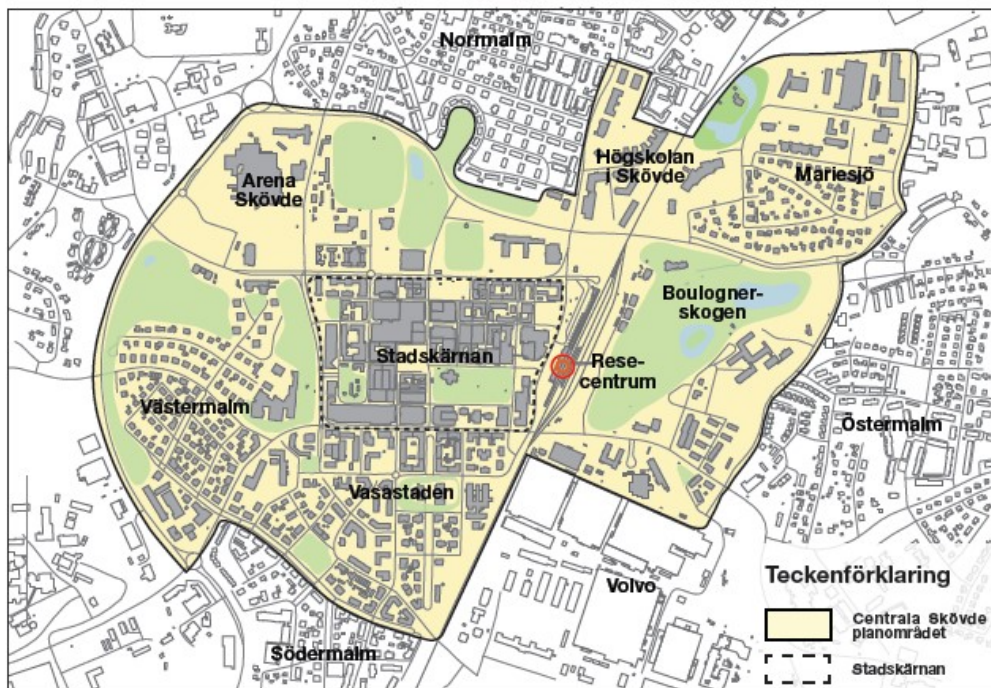 Norrmalm
Högskolan
i Skövde
Mariesjö
Arena
Skövde
Boulogner-
skogen
Stadskärnan
Rese-
centrum
Västermalm
Östermalm
Vasastaden
Volvo
Södermalm
Teckenförklaring
Centrala Skövde
planområdet
Stadskärnan